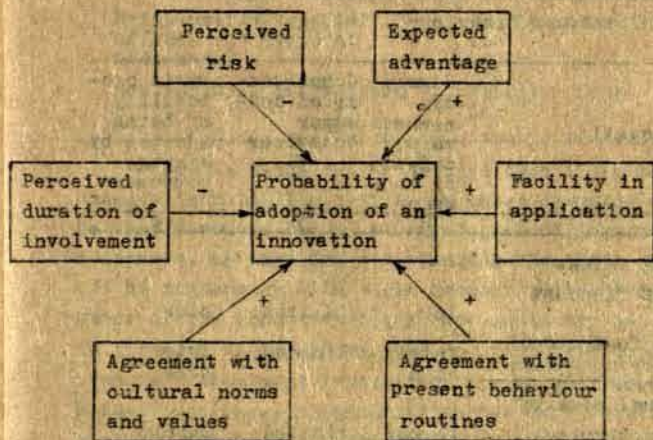 Perceived
risk
Expected
advantage
-
+
Perceived
duration of
involvement
-
Probability of
adoption of an
innovation
+
Facility in
application
+
+
Agreement with
cultural norms
and values
Agreement with
present behaviour
routines